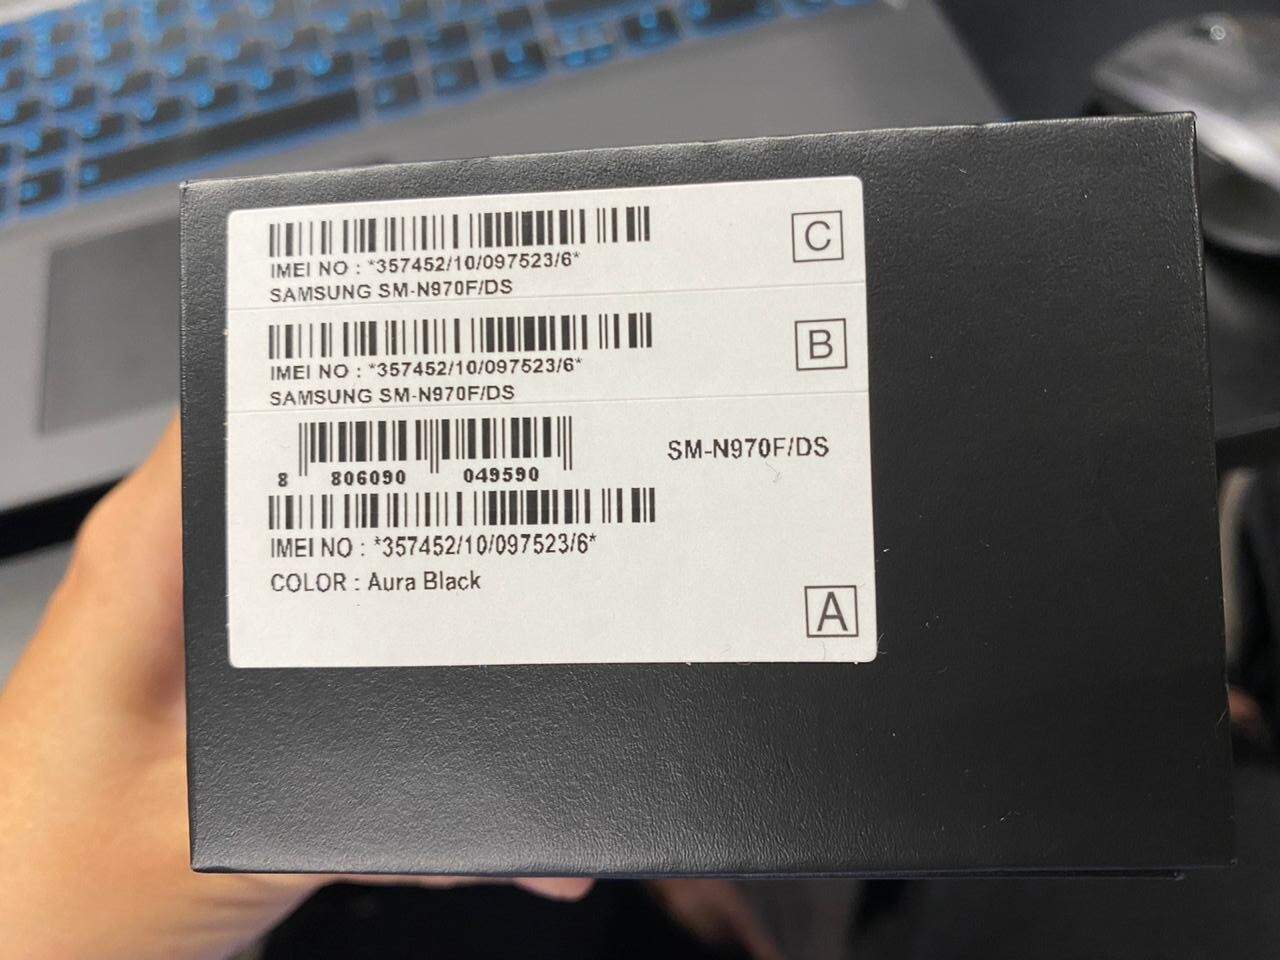 IMEI NO : *357452/10/097523/6*
SAMSUNG SM-N970F/DS
C
IMEI NO : *357452/10/097523/6*
SAMSUNG SM-N970F/DS
B
8 806090 049590
SM-N970F/DS
IMEI NO : *357452/10/097523/6*
COLOR : Aura Black
A